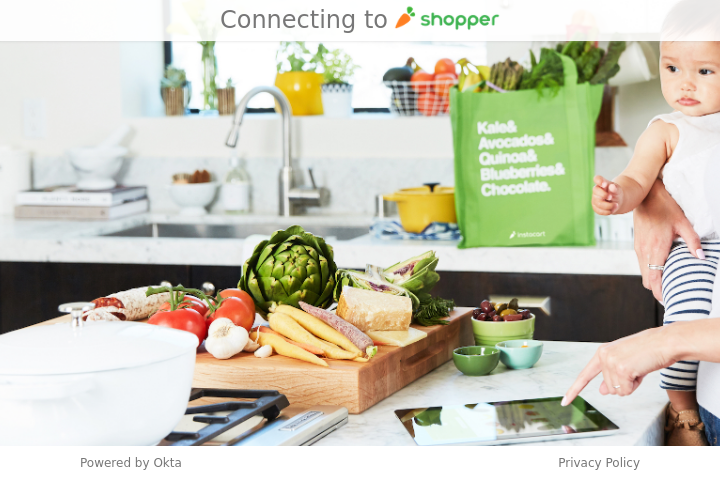 Connecting to shopper
Kale&
Avocados&
Quinoa&
Blueberries&
Chocolate.
instacart
Powered by Okta
Privacy Policy